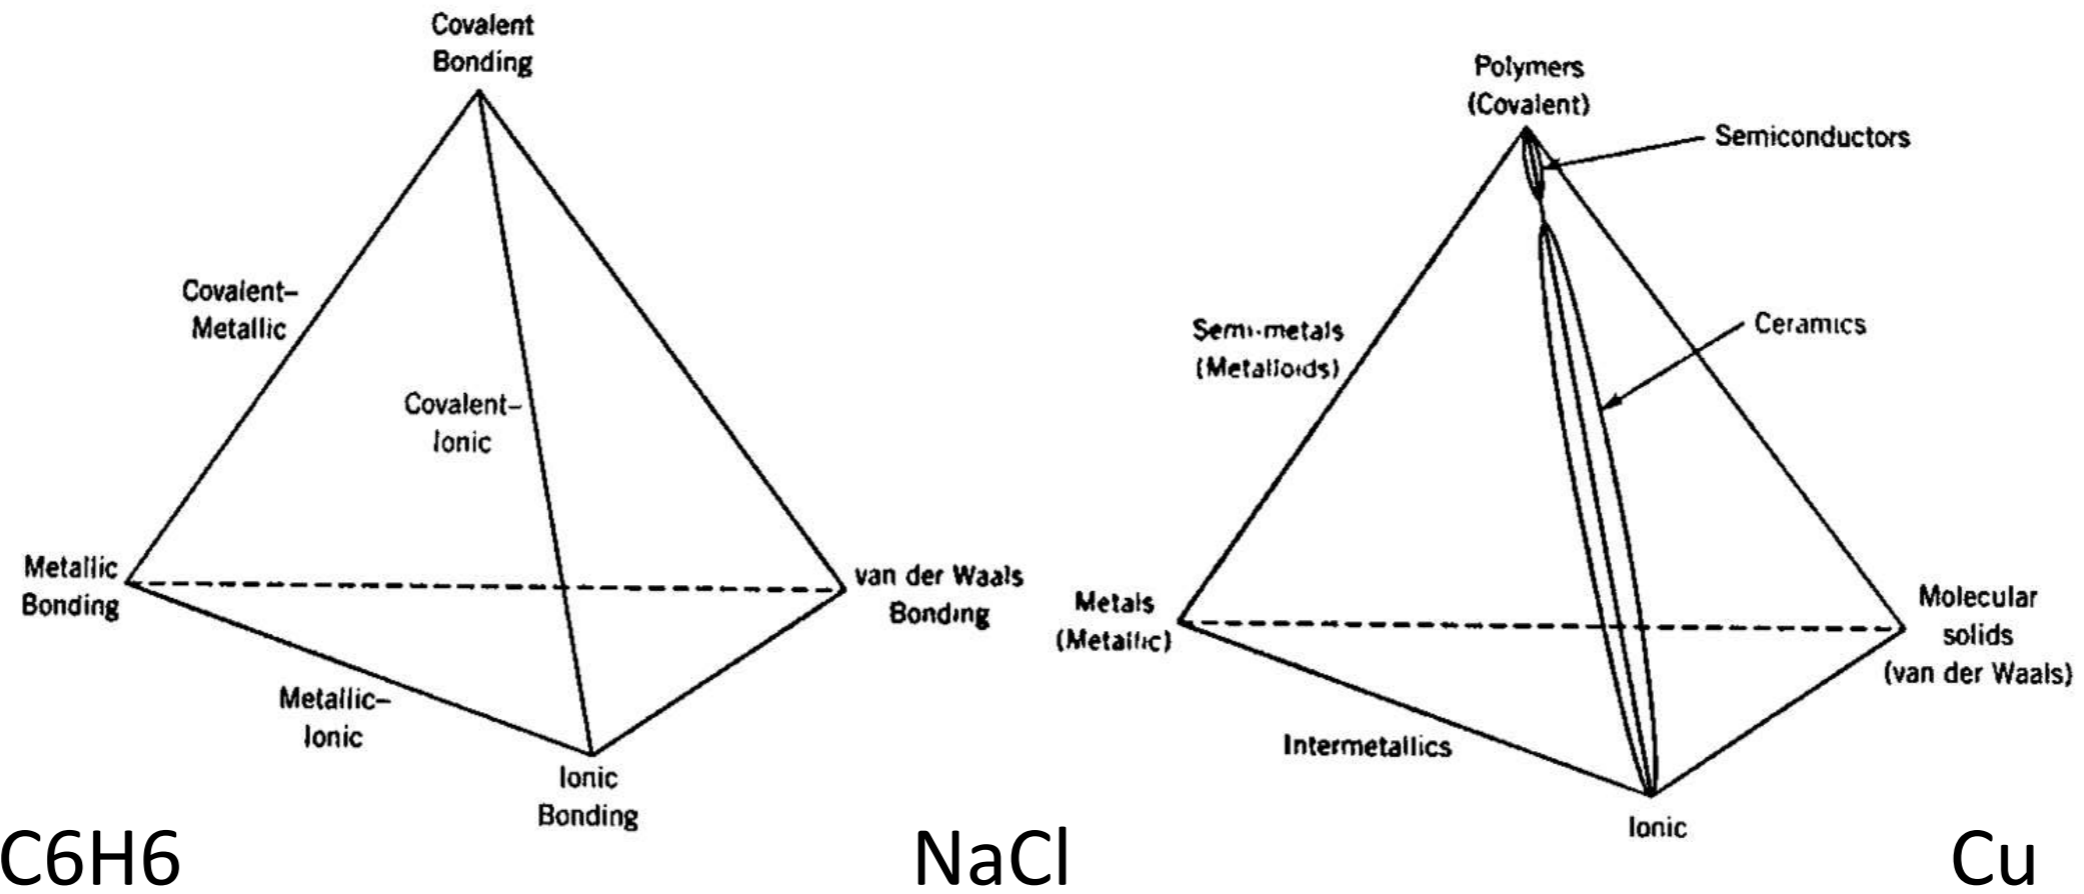 Covalent
Bonding
Covalent–
Metallic
Covalent–
Ionic
Metallic
Bonding
van der Waals
Bonding
Metallic–
Ionic
Ionic
Bonding
Polymers
(Covalent)
Semiconductors
Semi-metals
(Metalloids)
Ceramics
Metals
(Metallic)
Molecular
solids
(van der Waals)
Intermetallics
Ionic
C6H6
NaCl
Cu